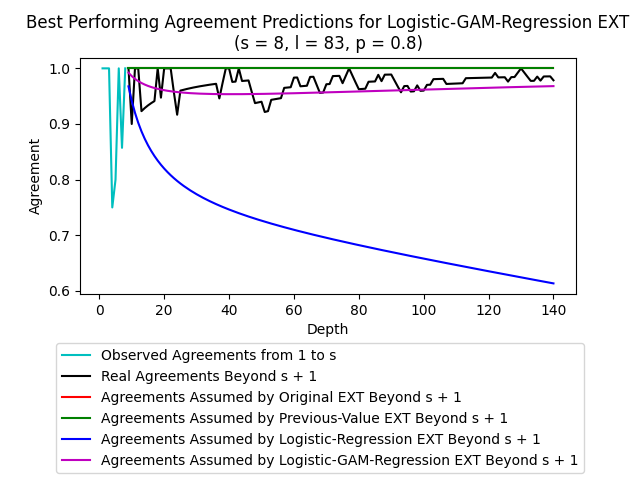 Best Performing Agreement Predictions for Logistic-GAM-Regression EXT
(s = 8, l = 83, p = 0.8)
1.0
0.9
0.8
0.7
0.6
Agreement
0
20
40
60
80
100
120
140
Depth
Observed Agreements from 1 to s
Real Agreements Beyond s + 1
Agreements Assumed by Original EXT Beyond s + 1
Agreements Assumed by Previous-Value EXT Beyond s + 1
Agreements Assumed by Logistic-Regression EXT Beyond s + 1
Agreements Assumed by Logistic-GAM-Regression EXT Beyond s + 1